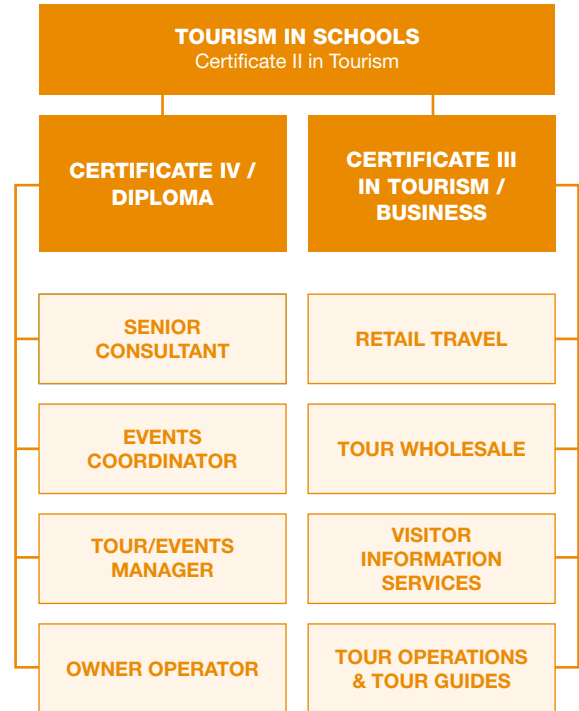 TOURISM IN SCHOOLS
Certificate II in Tourism
CERTIFICATE IV /
DIPLOMA
CERTIFICATE III
IN TOURISM /
BUSINESS
SENIOR
CONSULTANT
RETAIL TRAVEL
EVENTS
COORDINATOR
TOUR WHOLESALE
TOUR/EVENTS
MANAGER
VISITOR
INFORMATION
SERVICES
OWNER OPERATOR
TOUR OPERATIONS
& TOUR GUIDES